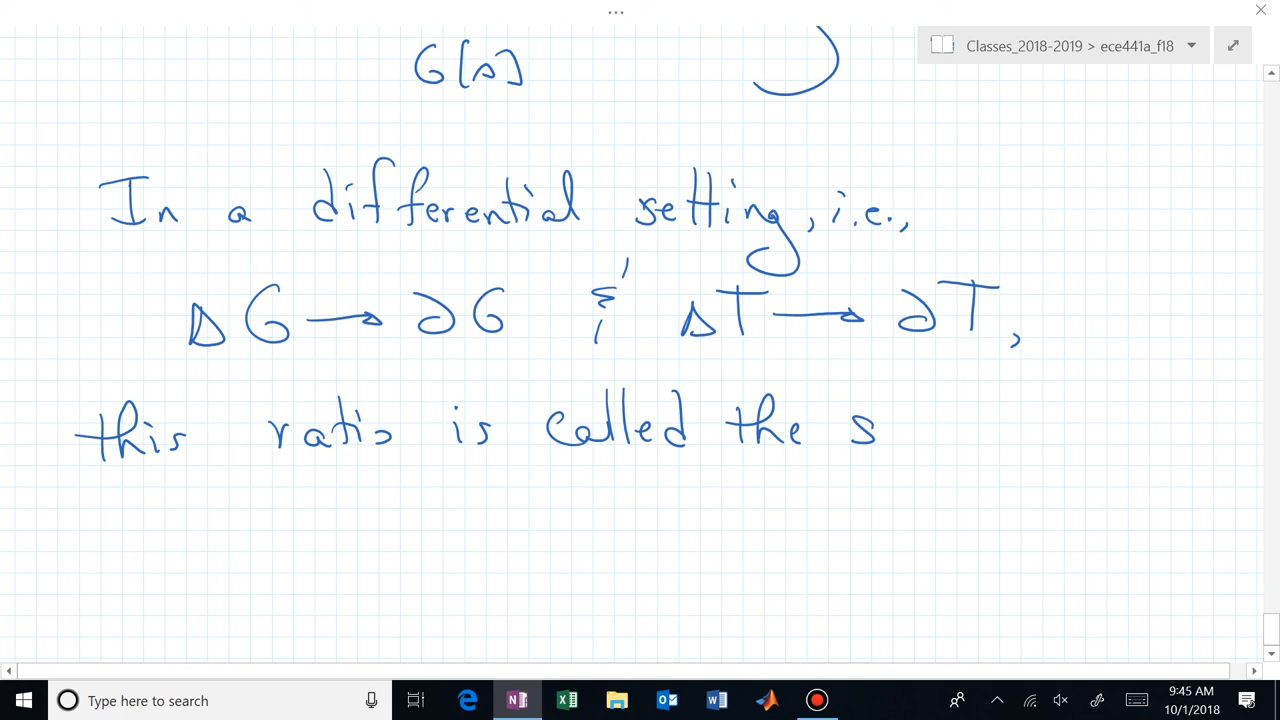 ...
Classes_2018-2019 > ece441a_f18
G(s)
In a differential setting, i.e.,
ΔG → ∂G & ΔT → ∂T,
this ratio is called the s
Type here to search
9:45 AM
10/1/2018